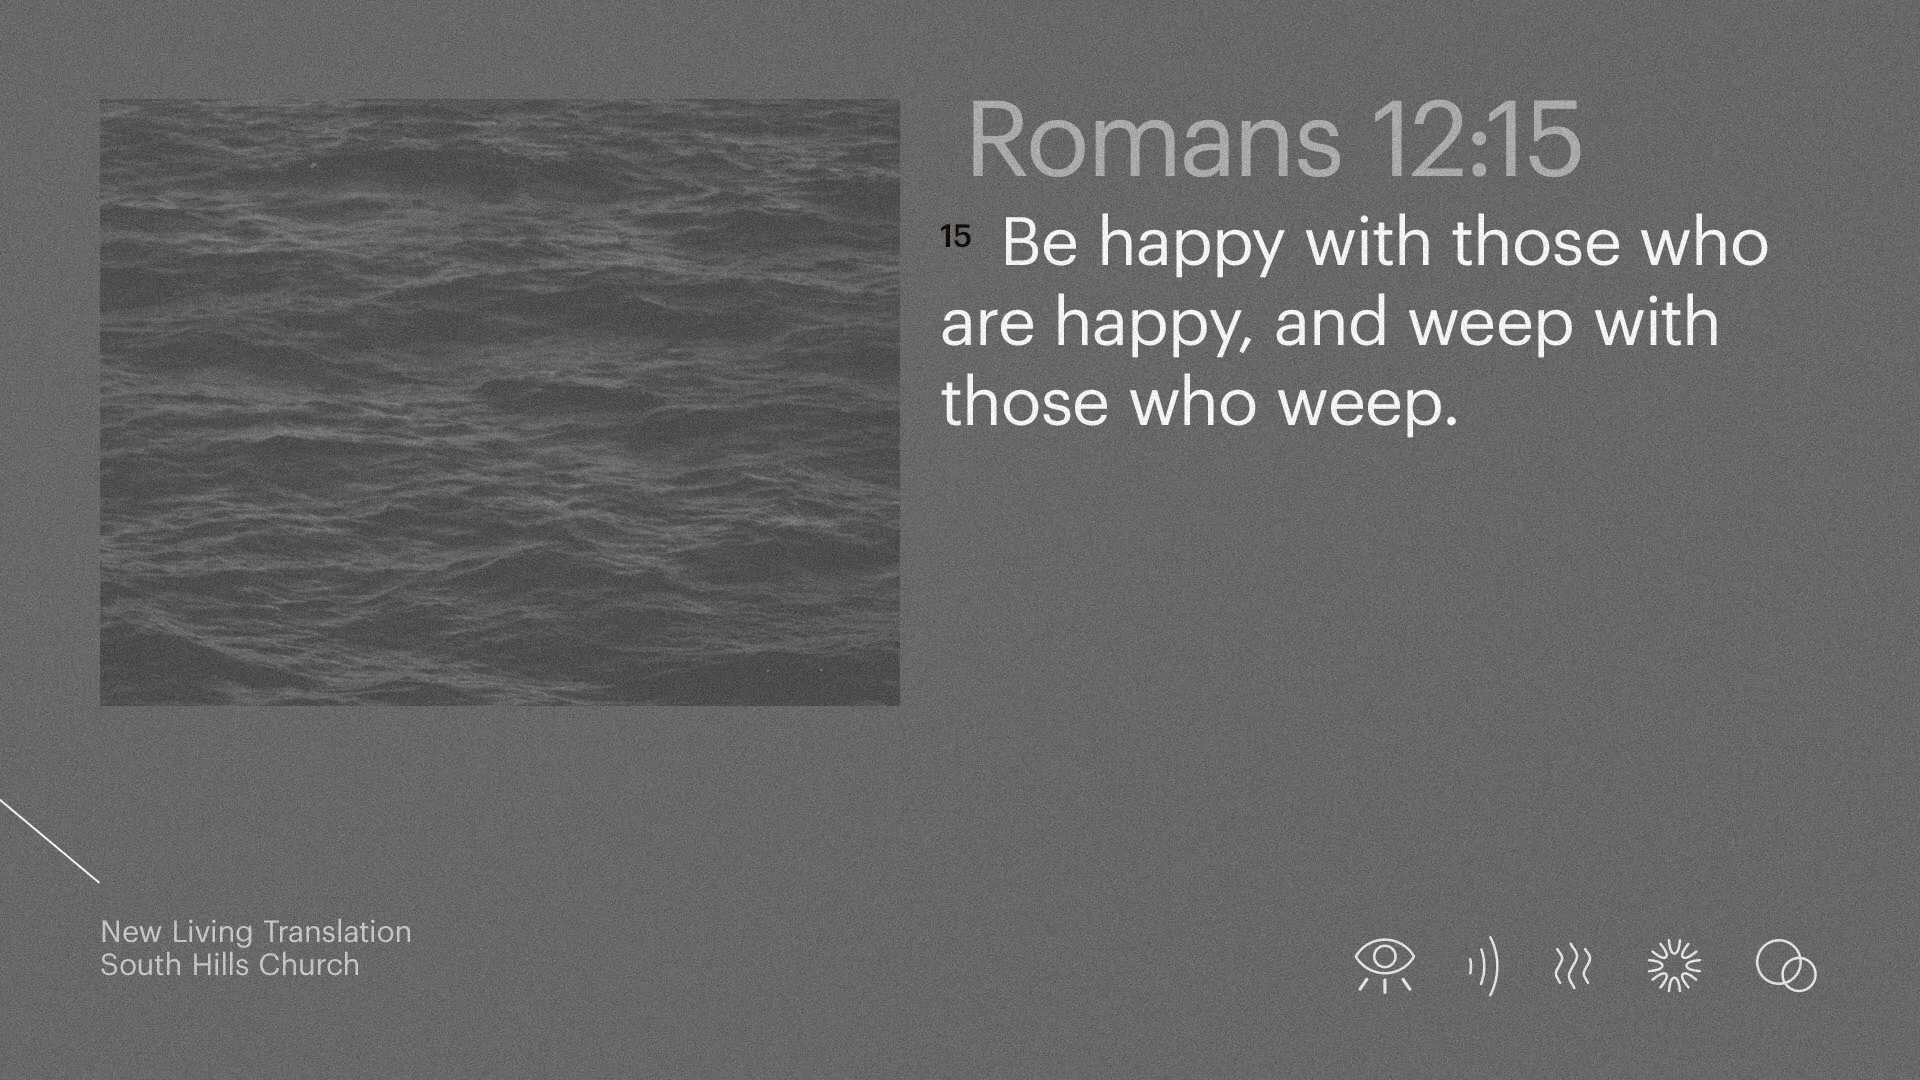 Romans 12:15
15 Be happy with those who
are happy, and weep with
those who weep.
New Living Translation
South Hills Church